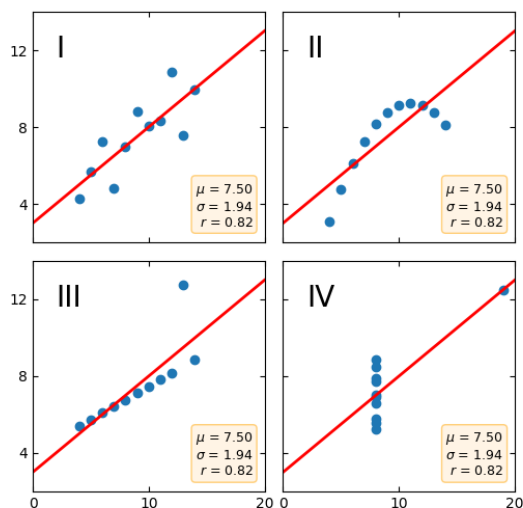 I
12
8
4
μ = 7.50
σ = 1.94
r = 0.82
II
μ = 7.50
σ = 1.94
r = 0.82
III
12
8
4
μ = 7.50
σ = 1.94
r = 0.82
0 10 20
IV
μ = 7.50
σ = 1.94
r = 0.82
0 10 20